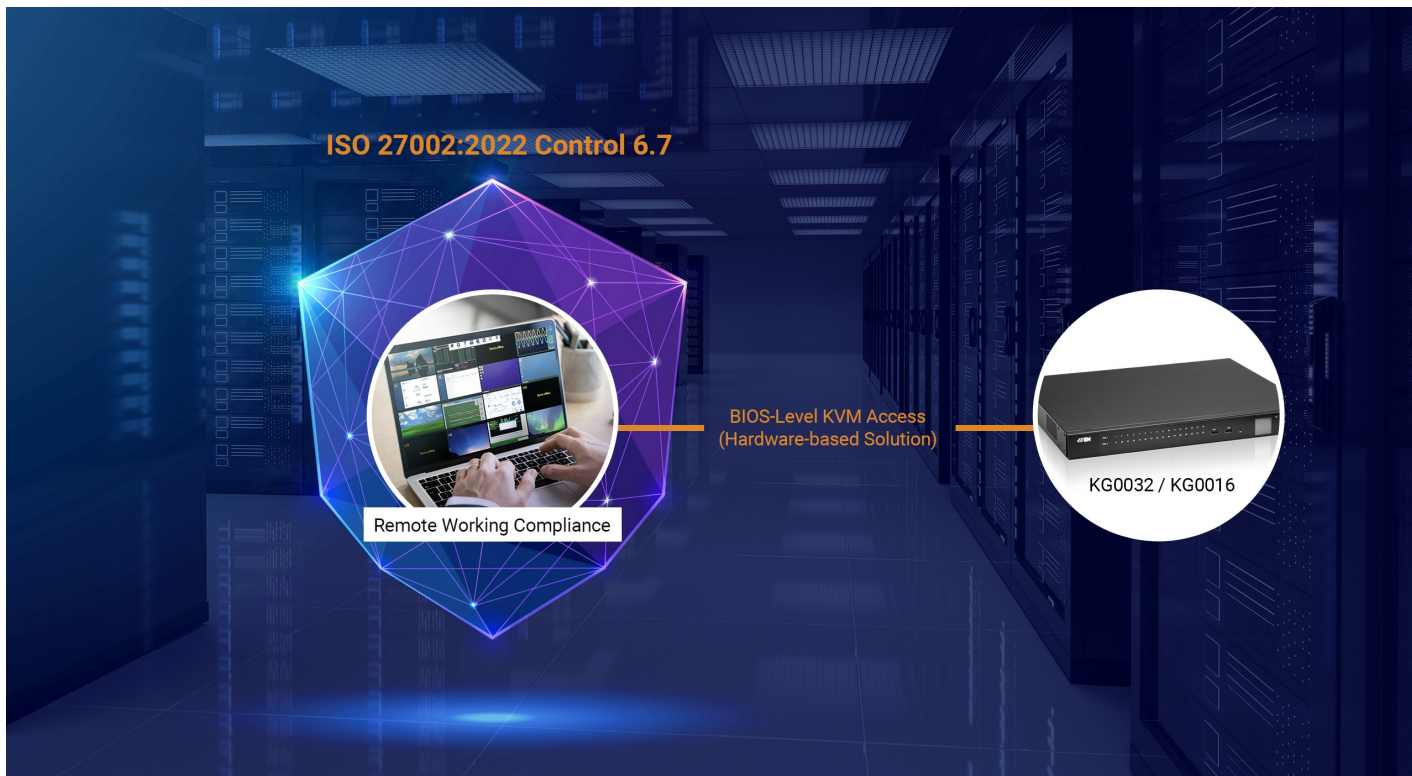 ISO 27002:2022 Control 6.7
BIOS-Level KVM Access
(Hardware-based Solution)
ATEN
KG0032 / KG0016
Remote Working Compliance